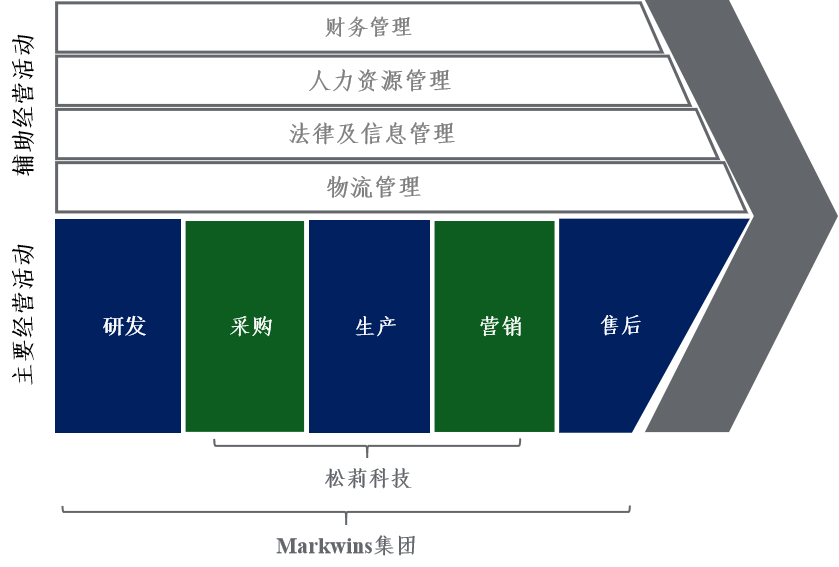 辅助经营活动
财务管理
人力资源管理
法律及信息管理
物流管理
主要经营活动
研发
采购
生产
营销
售后
松莉科技
Markwins集团